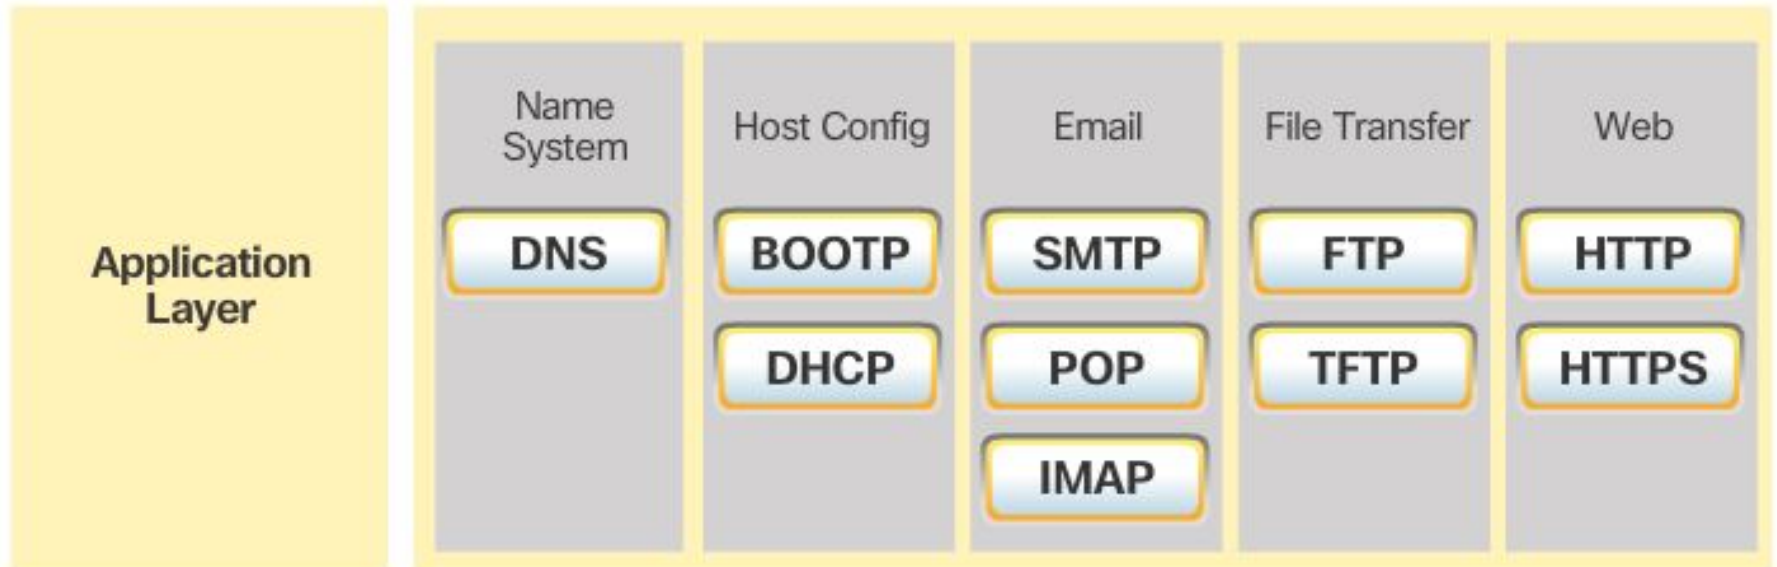 Application
Layer
Name
System
DNS
Host Config
BOOTP
DHCP
Email
SMTP
POP
IMAP
File Transfer
FTP
TFTP
Web
HTTP
HTTPS